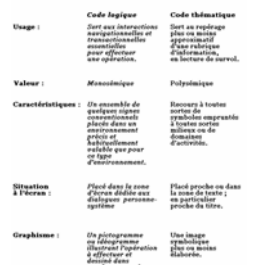 Code logique Code thématique
Usage : Sert aux interactions Sert au repérage
navigationnelles et plus ou moins
transactionnelles approximatif
essentielles d'une rubrique
pour effectuer d'information,
une opération. en lecture de survol.
Valeur : Monosémique Polysémique
Caractéristiques : Un ensemble de Recours à toutes
quelques signes sortes de
conventionnels symboles empruntés
placés dans un à toutes sortes
environnement milieux ou de
précis et domaines
habituellement d'activités.
valable que pour
ce type
d'environnement.
Situation Placé dans la zone Placé proche ou dans
à l'écran : d'écran dédiée aux la zone de texte ;
dialogues personne- en particulier
système proche du titre.
Graphisme : Un pictogramme Une image
ou idéogramme symbolique
illustrant l'opération plus ou moins
à effectuer et élaborée.
dessiné dans